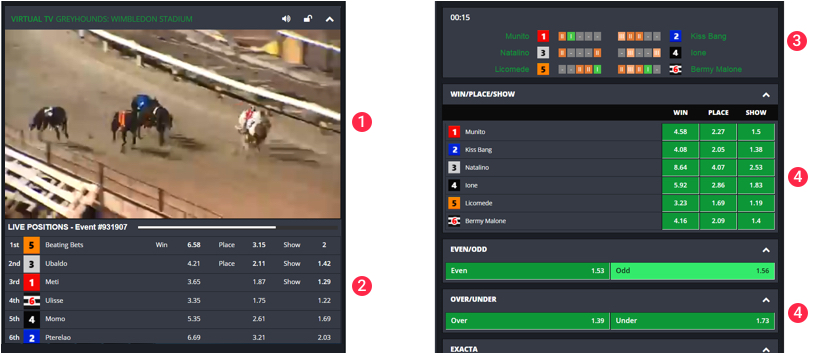 VIRTUAL TV GREYHOUNDS: WIMBLEDON STADIUM
1
LIVE POSITIONS - Event #931907
1st 5 Beating Bets Win 6.58 Place 3.15 Show 2
2nd 3 Ubaldo 4.21 Place 2.11 Show 1.42
3rd 1 Meti 3.65 1.87 Show 1.29
4th 6 Ulisse 3.35 1.75 1.22
5th 4 Momo 5.35 2.61 1.69
6th 2 Pterelao 6.69 3.21 2.03
2
00:15
Munito 1 2 Kiss Bang
Natalino 3 4 Ione
Licomede 5 6 Bermy Malone
3
WIN/PLACE/SHOW
WIN PLACE SHOW
1 Munito 4.58 2.27 1.5
2 Kiss Bang 4.08 2.05 1.38
3 Natalino 8.64 4.07 2.53
4 Ione 5.92 2.86 1.83
5 Licomede 3.23 1.69 1.19
6 Bermy Malone 4.16 2.09 1.4
4
EVEN/ODD
Even 1.53 Odd 1.56
OVER/UNDER
Over 1.39 Under 1.73
4
EXACTA